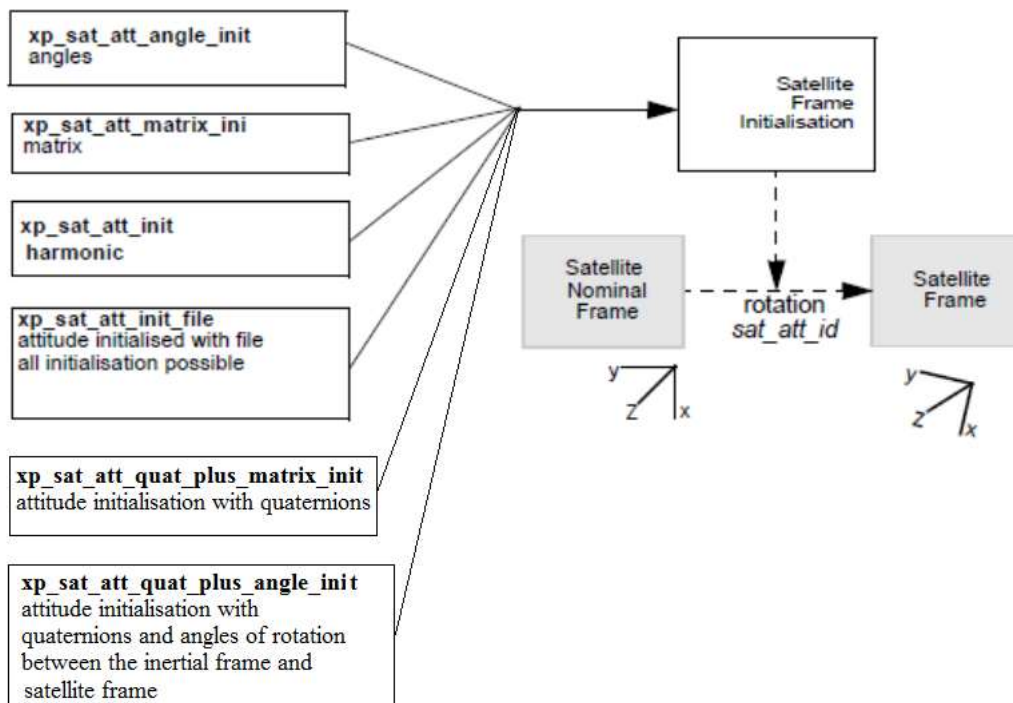 xp_sat_att_angle_init
angles
xp_sat_att_matrix_ini
matrix
xp_sat_att_init
harmonic
xp_sat_att_init_file
attitude initialised with file
all initialisation possible
xp_sat_att_quat_plus_matrix_init
attitude initialisation with quaternions
xp_sat_att_quat_plus_angle_init
attitude initialisation with
quaternions and angles of rotation
between the inertial frame and
satellite frame
Satellite
Frame
Initialisation
Satellite
Nominal
Frame
rotation
sat_att_id
Satellite
Frame
y
Z
x
y
z
x